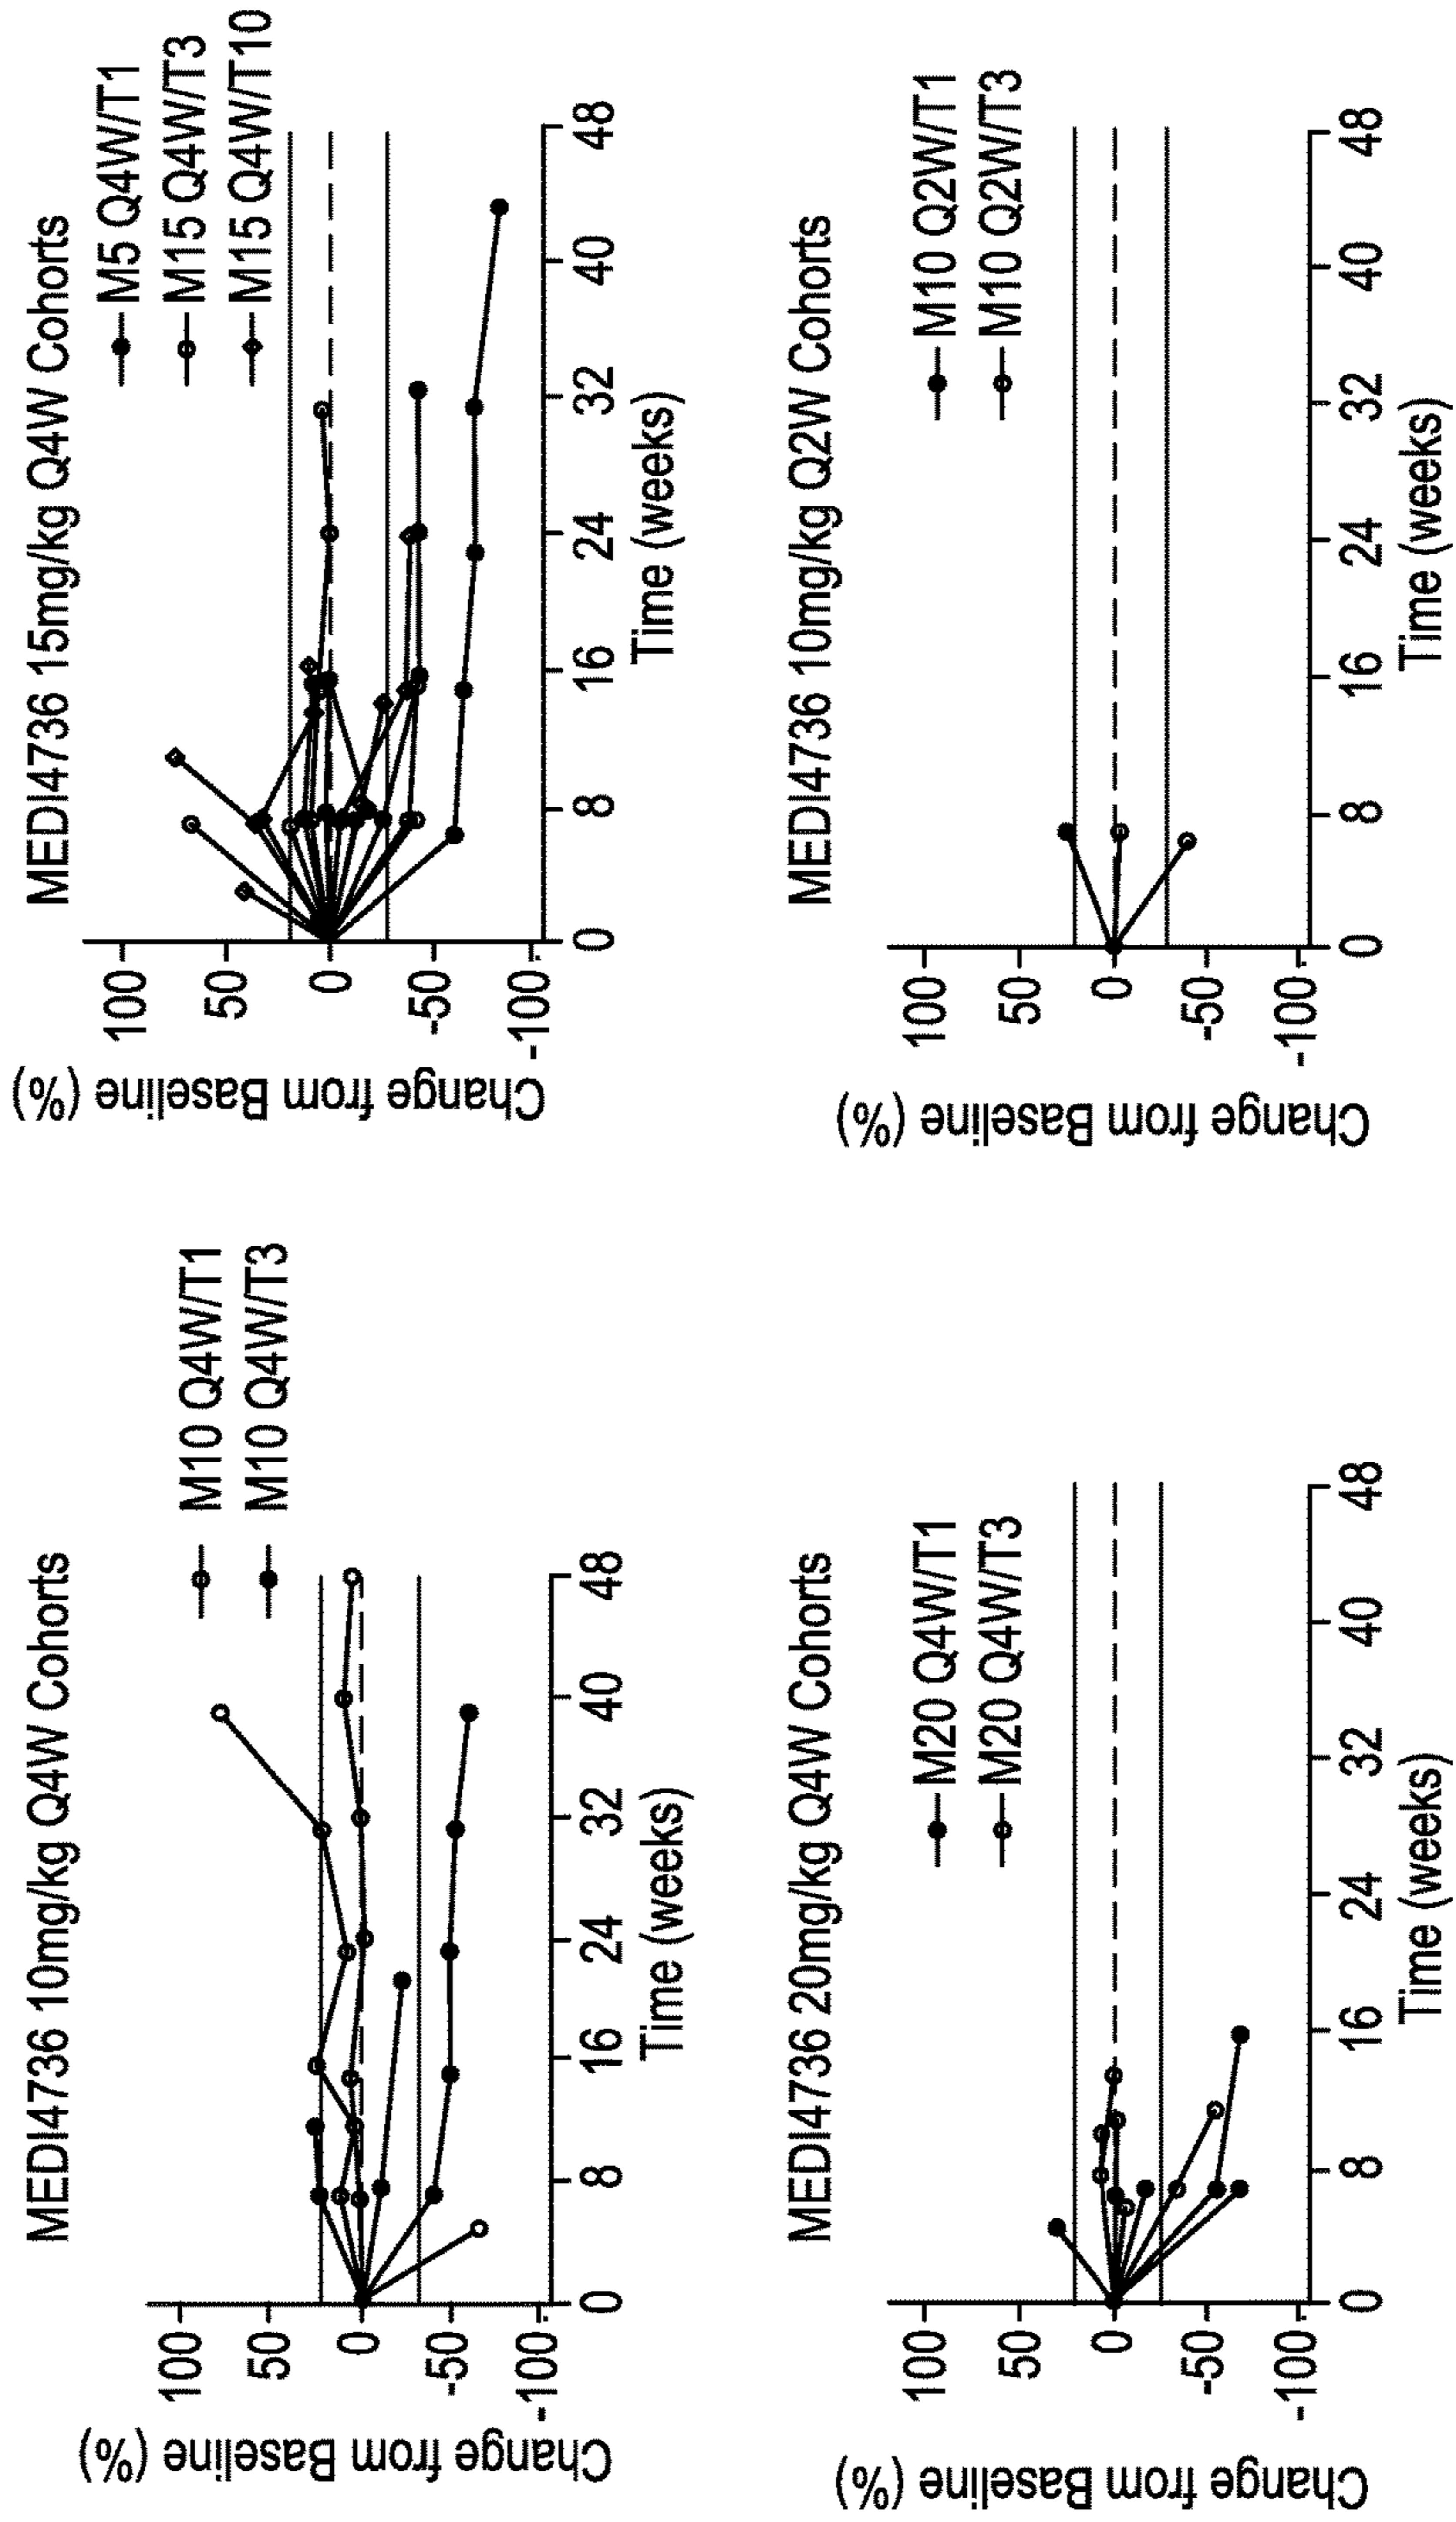 MEDI4736 10mg/kg Q4W Cohorts
M10 Q4W/T1
M10 Q4W/T3
Change from Baseline (%)
100
50
0
-50
-100
0 8 16 24 32 40 48
Time (weeks)
MEDI4736 15mg/kg Q4W Cohorts
M5 Q4W/T1
M15 Q4W/T3
M15 Q4W/T10
Change from Baseline (%)
100
50
0
-50
-100
0 8 16 24 32 40 48
Time (weeks)
MEDI4736 20mg/kg Q4W Cohorts
M20 Q4W/T1
M20 Q4W/T3
Change from Baseline (%)
100
50
0
-50
-100
0 8 16 24 32 40 48
Time (weeks)
MEDI4736 10mg/kg Q2W Cohorts
M10 Q2W/T1
M10 Q2W/T3
Change from Baseline (%)
100
50
0
-50
-100
0 8 16 24 32 40 48
Time (weeks)